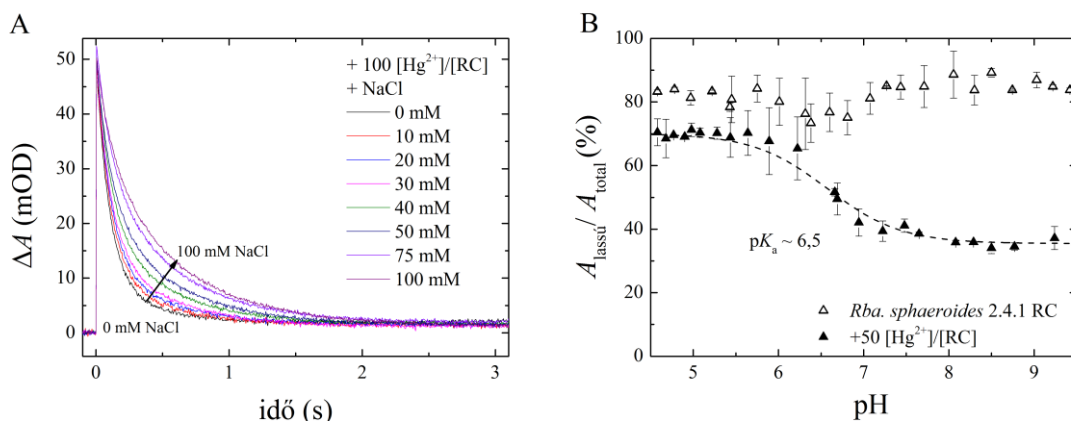 A
ΔA (mOD)
50
40
30
20
10
0
+ 100 [Hg²⁺]/[RC]
+ NaCl
0 mM
10 mM
20 mM
30 mM
40 mM
50 mM
75 mM
100 mM
100 mM NaCl
0 mM NaCl
0 1 2 3
idő (s)
B
A_lassú / A_total (%)
100
80
60
40
20
0
pKₐ ~ 6,5
Rba. sphaeroides 2.4.1 RC
+50 [Hg²⁺]/[RC]
5 6 7 8 9
pH